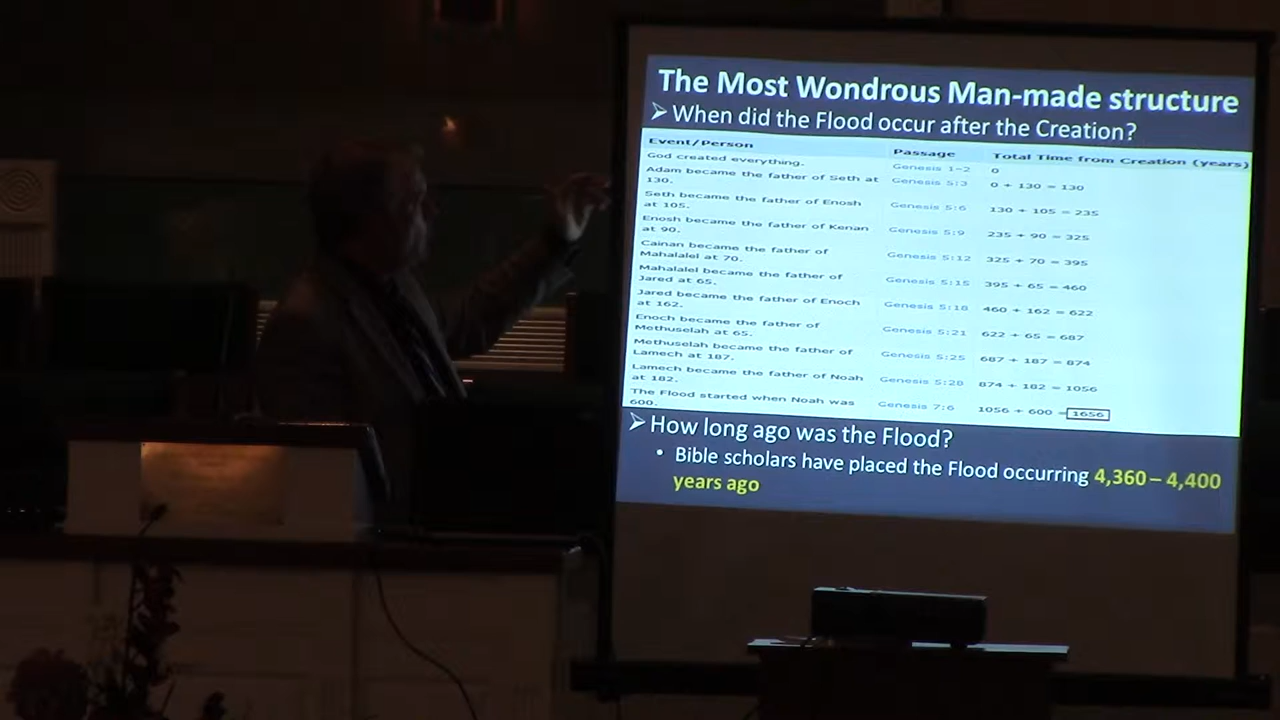 The Most Wondrous Man-made structure
➢ When did the Flood occur after the Creation?
Event/Person Passage Total Time from Creation (years)
God created everything. Genesis 1-2 0
Adam became the father of Seth at 130. Genesis 5:3 0 + 130 = 130
Seth became the father of Enosh at 105. Genesis 5:6 130 + 105 = 235
Enosh became the father of Kenan at 90. Genesis 5:9 235 + 90 = 325
Cainan became the father of Mahalalel at 70. Genesis 5:12 325 + 70 = 395
Mahalalel became the father of Jared at 65. Genesis 5:15 395 + 65 = 460
Jared became the father of Enoch at 162. Genesis 5:18 460 + 162 = 622
Enoch became the father of Methuselah at 65. Genesis 5:21 622 + 65 = 687
Methuselah became the father of Lamech at 187. Genesis 5:25 687 + 187 = 874
Lamech became the father of Noah at 182. Genesis 5:28 874 + 182 = 1056
The Flood started when Noah was 600. Genesis 7:6 1056 + 600 = 1656
➢ How long ago was the Flood?
• Bible scholars have placed the Flood occurring 4,360 – 4,400
years ago